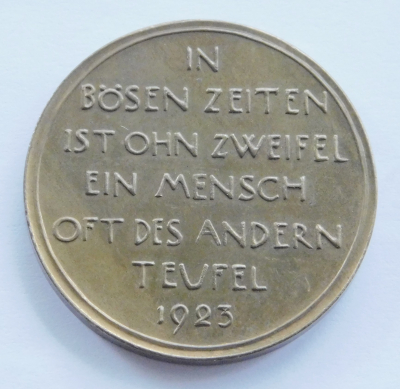 IN
BÖSEN ZEITEN
IST OHN ZWEIFEL
EIN MENSCH
OFT DES ANDERN
TEUFEL
1923